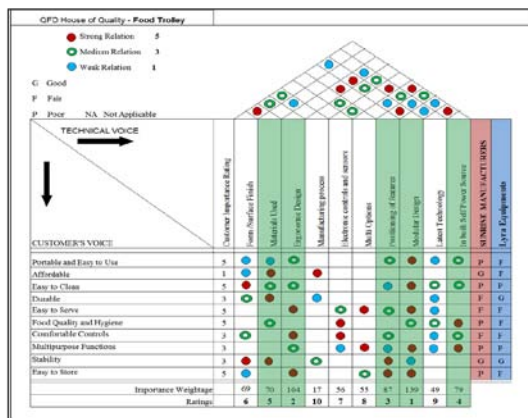 QFD House of Quality - Food Trolley
Strong Relation 5
Medium Relation 3
Weak Relation 1
G Good
F Fair
P Poor NA Not Applicable
TECHNICAL VOICE
CUSTOMER'S VOICE
Customer Importance Rating
Form /Surface Finish
Materials Used
Ergonomic Design
Manufacturing process
Electronic controls and sensors
Multi Options
Positioning of features
Modular Design
Latest Technology
In built Ad/Power Source
SUNRISE MANUFACTURERS
Lyra Equipments
Portable and Easy to Use 5 P F
Affordable 1 G F
Easy to Clean 5 P P
Durable 3 F G
Easy to Serve 5 F F
Food Quality and Hygiene 5 P F
Comfortable Controls 3 F F
Multipurpose Functions 3 P F
Stability 3 G G
Easy to Store 5 P F
Importance Weightage 69 70 104 17 56 55 87 139 49 79
Ratings 6 5 2 10 7 8 3 1 9 4